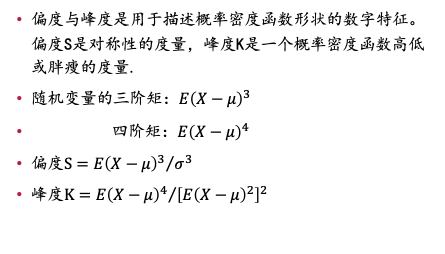 • 偏度与峰度是用于描述概率密度函数形状的数字特征。
偏度S是对称性的度量，峰度K是一个概率密度函数高低
或胖瘦的度量.
• 随机变量的三阶矩：E(X − μ)³
• 四阶矩：E(X − μ)⁴
• 偏度S = E(X − μ)³/σ³
• 峰度K = E(X − μ)⁴/[E(X − μ)²]²